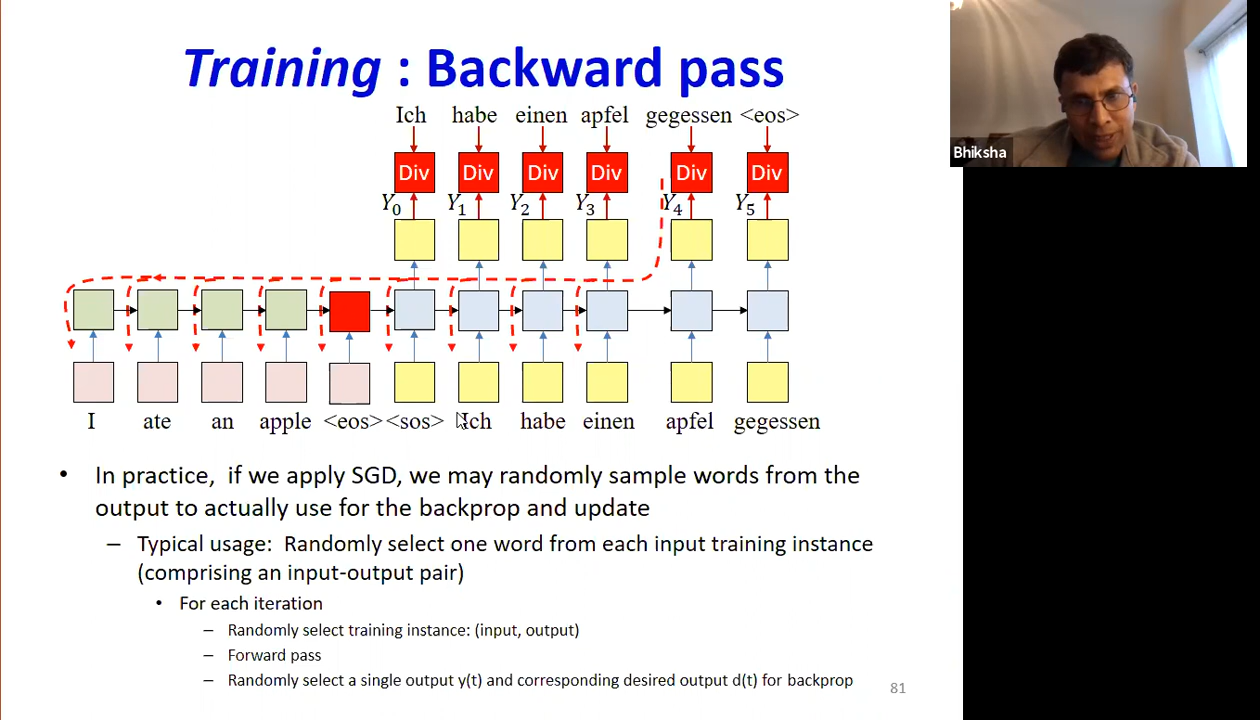 Training : Backward pass
Ich habe einen apfel gegessen <eos>
Div Div Div Div Div Div
Y0 Y1 Y2 Y3 Y4 Y5
I ate an apple <eos> <sos> Ich habe einen apfel gegessen
• In practice, if we apply SGD, we may randomly sample words from the
output to actually use for the backprop and update
– Typical usage: Randomly select one word from each input training instance
(comprising an input-output pair)
• For each iteration
– Randomly select training instance: (input, output)
– Forward pass
– Randomly select a single output y(t) and corresponding desired output d(t) for backprop
81
Bhiksha